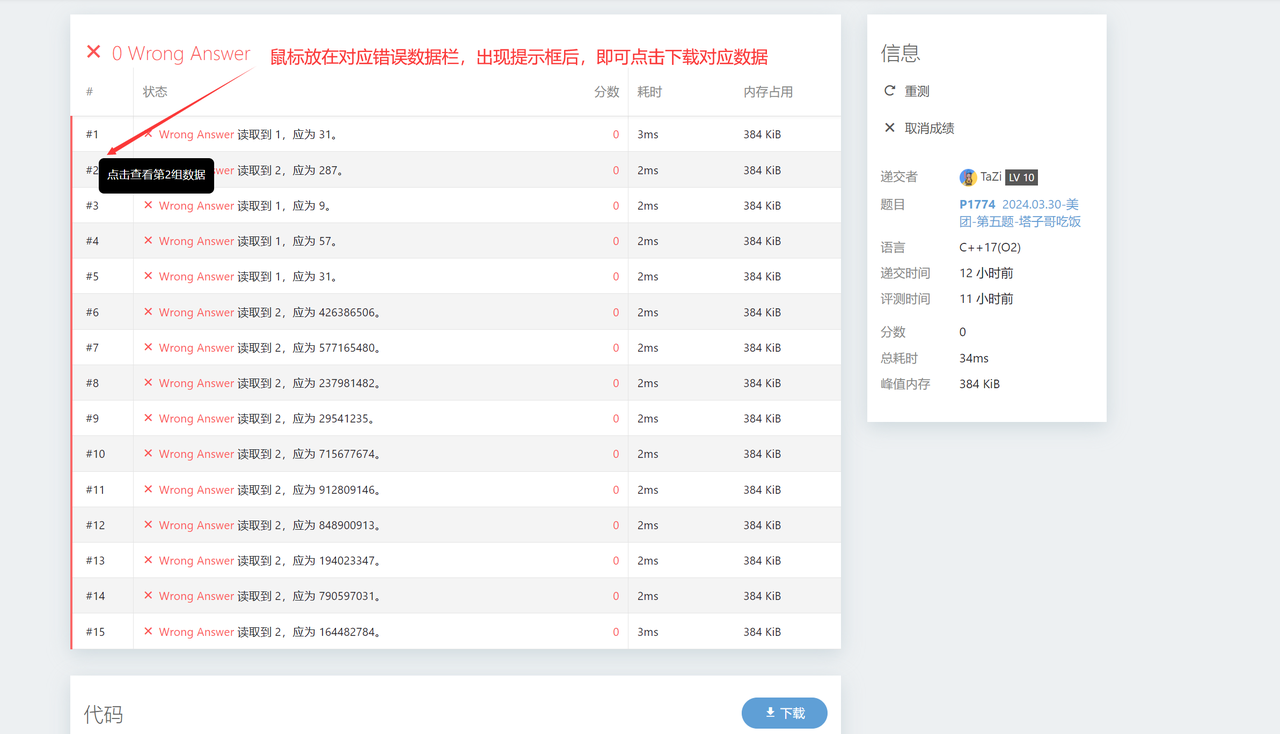 0 Wrong Answer
鼠标放在对应错误数据栏，出现提示框后，即可点击下载对应数据
# 状态 分数 耗时 内存占用
#1 Wrong Answer 读取到 1，应为 31。 0 3ms 384 KiB
#2 wer 读取到 2，应为 287。 0 2ms 384 KiB
点击查看第2组数据
#3 Wrong Answer 读取到 1，应为 9。 0 2ms 384 KiB
#4 Wrong Answer 读取到 1，应为 57。 0 2ms 384 KiB
#5 Wrong Answer 读取到 1，应为 31。 0 2ms 384 KiB
#6 Wrong Answer 读取到 2，应为 426386506。 0 2ms 384 KiB
#7 Wrong Answer 读取到 2，应为 577165480。 0 2ms 384 KiB
#8 Wrong Answer 读取到 2，应为 237981482。 0 2ms 384 KiB
#9 Wrong Answer 读取到 2，应为 29541235。 0 2ms 384 KiB
#10 Wrong Answer 读取到 2，应为 715677674。 0 2ms 384 KiB
#11 Wrong Answer 读取到 2，应为 912809146。 0 2ms 384 KiB
#12 Wrong Answer 读取到 2，应为 848900913。 0 2ms 384 KiB
#13 Wrong Answer 读取到 2，应为 194023347。 0 2ms 384 KiB
#14 Wrong Answer 读取到 2，应为 790597031。 0 2ms 384 KiB
#15 Wrong Answer 读取到 2，应为 164482784。 0 3ms 384 KiB
代码
下载
信息
重测
取消成绩
递交者 TaZi LV 10
题目 P1774 2024.03.30-美
团-第五题-塔子哥吃饭
语言 C++17(O2)
递交时间 12 小时前
评测时间 11 小时前
分数 0
总耗时 34ms
峰值内存 384 KiB